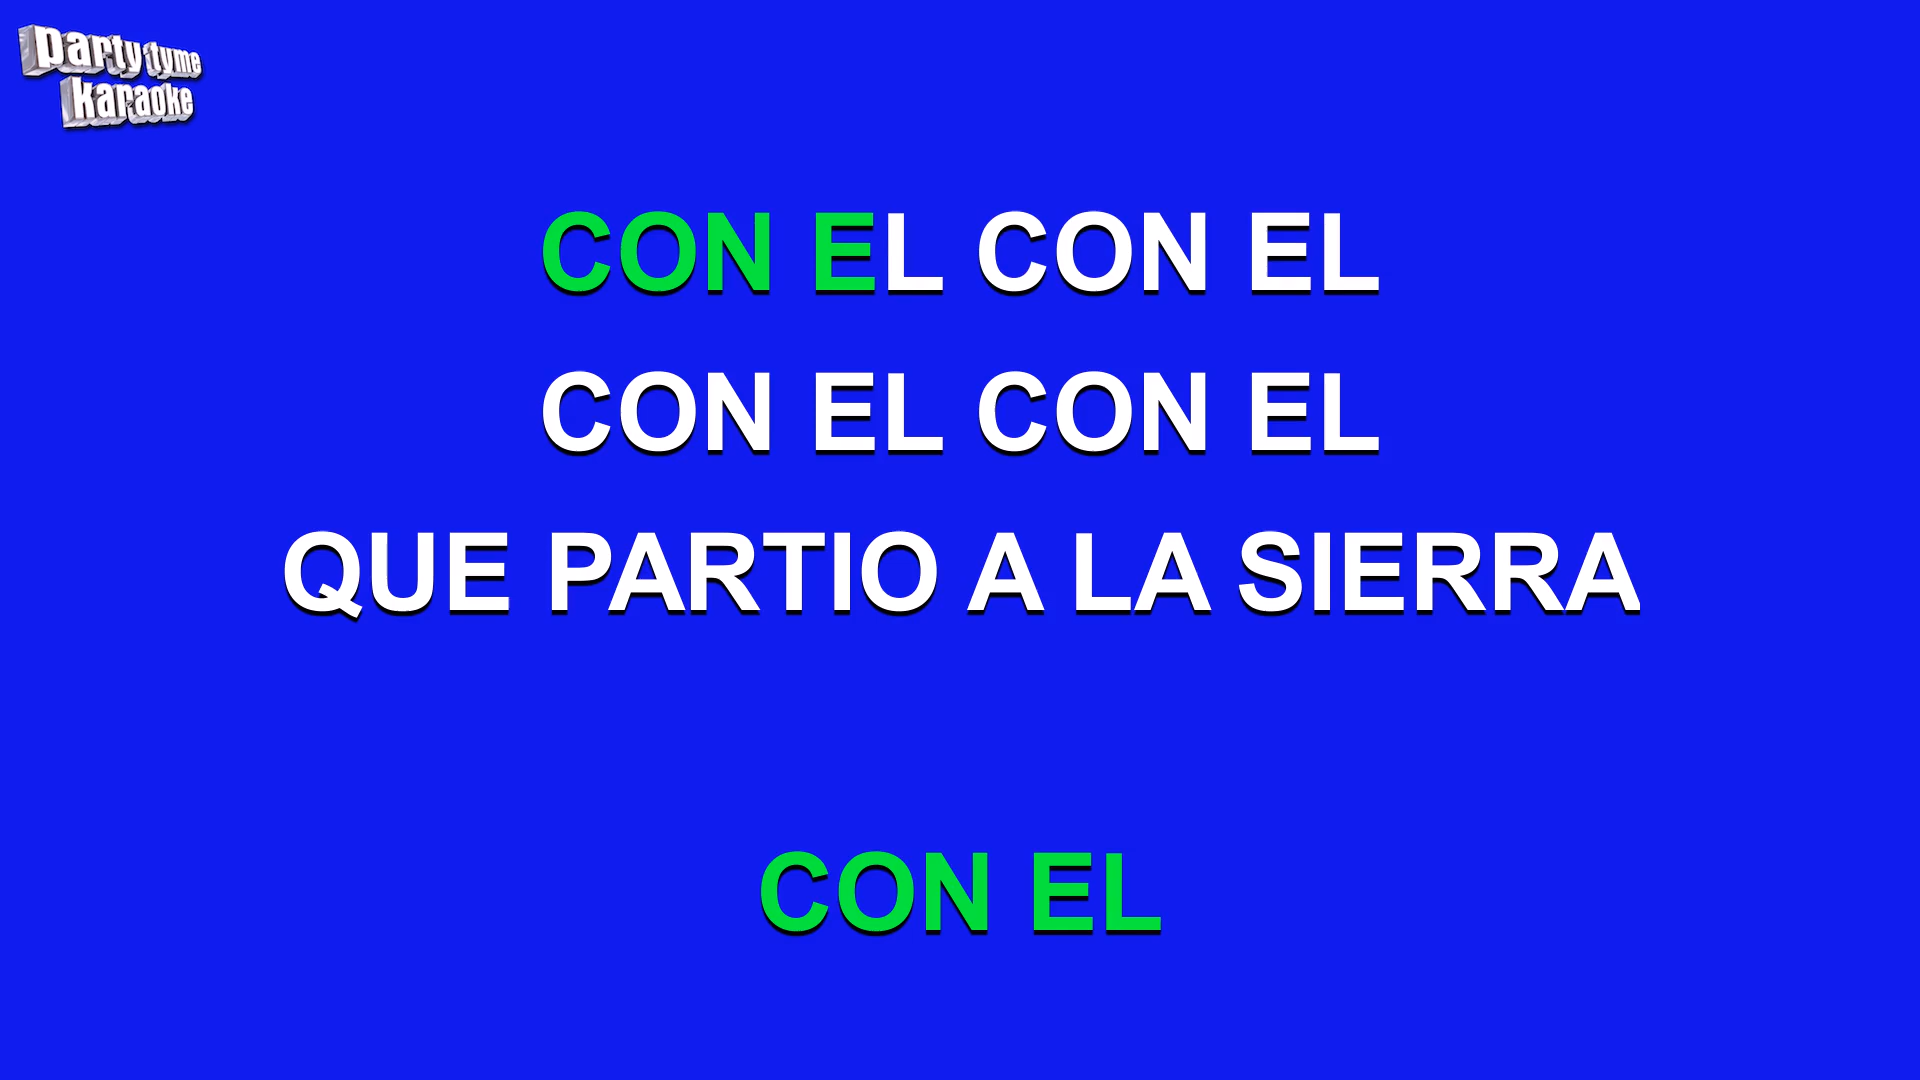 party tyme
karaoke
CON EL CON EL
CON EL CON EL
QUE PARTIO A LA SIERRA
CON EL